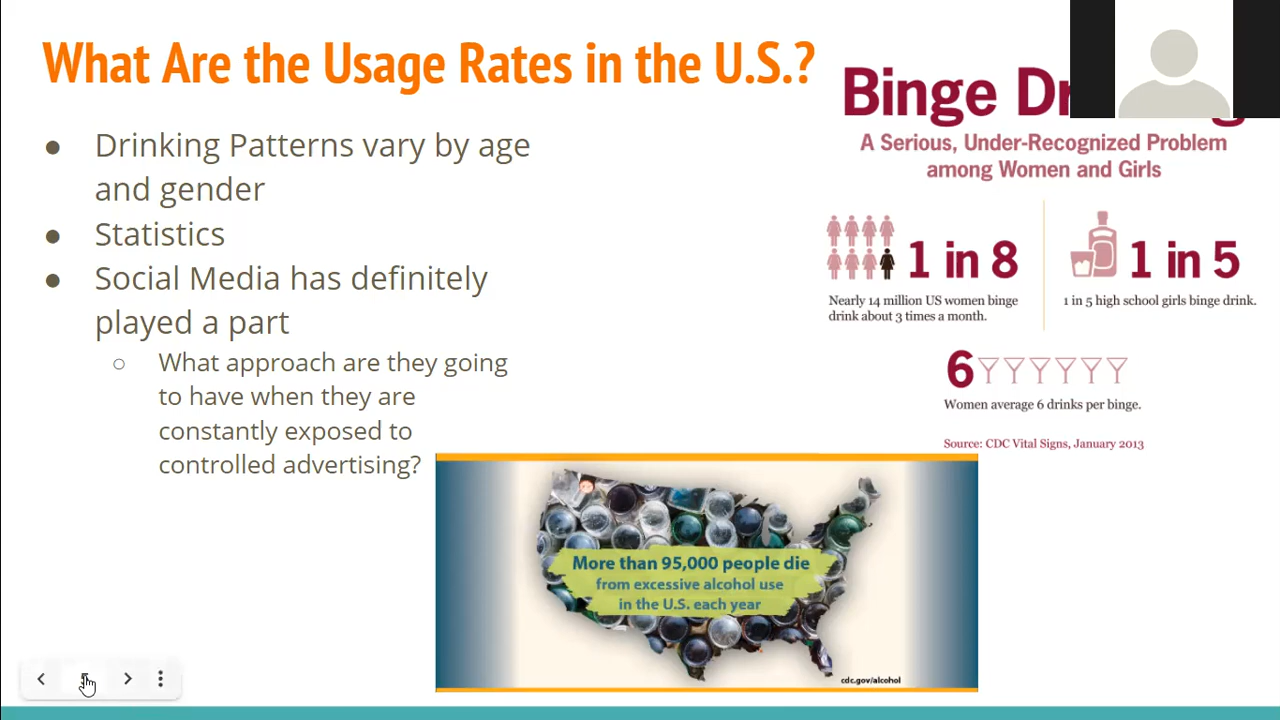 What Are the Usage Rates in the U.S.?
● Drinking Patterns vary by age
and gender
● Statistics
● Social Media has definitely
played a part
○ What approach are they going
to have when they are
constantly exposed to
controlled advertising?
Binge
A Serious, Under-Recognized Problem
among Women and Girls
1 in 8
Nearly 14 million US women binge
drink about 3 times a month.
1 in 5
1 in 5 high school girls binge drink.
6
Women average 6 drinks per binge.
Source: CDC Vital Signs, January 2013
More than 95,000 people die
from excessive alcohol use
in the U.S. each year
cdc.gov/alcohol